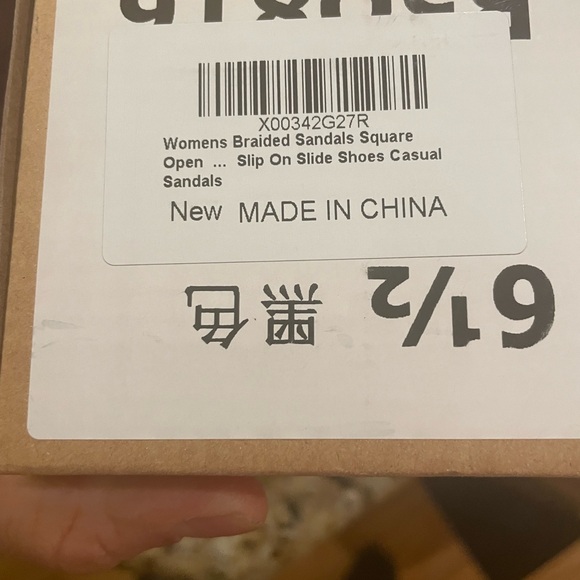 X00342G27R
Womens Braided Sandals Square
Open ... Slip On Slide Shoes Casual
Sandals
New MADE IN CHINA
6½ 黑色